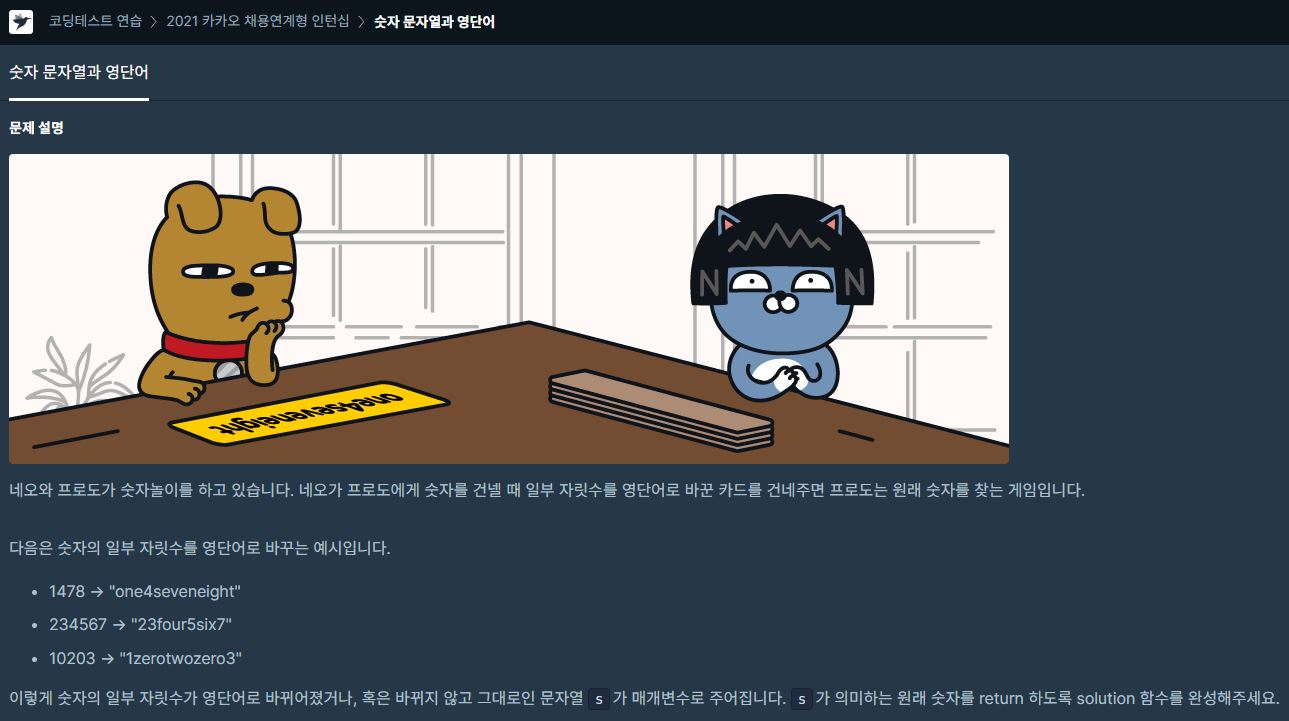 코딩테스트 연습 > 2021 카카오 채용연계형 인턴십 > 숫자 문자열과 영단어
숫자 문자열과 영단어
문제 설명
N N
one4seveneight
네오와 프로도가 숫자놀이를 하고 있습니다. 네오가 프로도에게 숫자를 건넬 때 일부 자릿수를 영단어로 바꾼 카드를 건네주면 프로도는 원래 숫자를 찾는 게임입니다.
다음은 숫자의 일부 자릿수를 영단어로 바꾸는 예시입니다.
• 1478 → "one4seveneight"
• 234567 → "23four5six7"
• 10203 → "1zerotwozero3"
이렇게 숫자의 일부 자릿수가 영단어로 바뀌어졌거나, 혹은 바뀌지 않고 그대로인 문자열 s 가 매개변수로 주어집니다. s 가 의미하는 원래 숫자를 return 하도록 solution 함수를 완성해주세요.